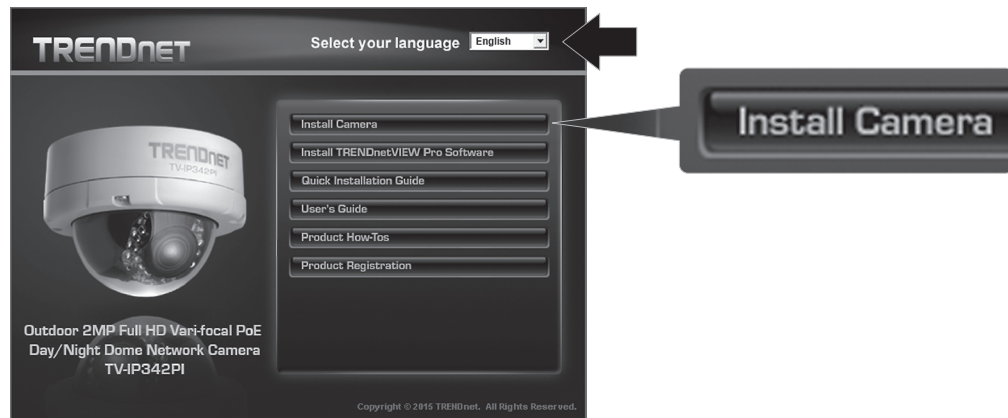 TRENDnet
Select your language English
Install Camera
Install Camera
Install TRENDnetVIEW Pro Software
Quick Installation Guide
User's Guide
Product How-Tos
Product Registration
TRENDnet
TV-IP342PI
Outdoor 2MP Full HD Vari-focal PoE
Day/Night Dome Network Camera
TV-IP342PI
Copyright © 2015 TRENDnet. All Rights Reserved.